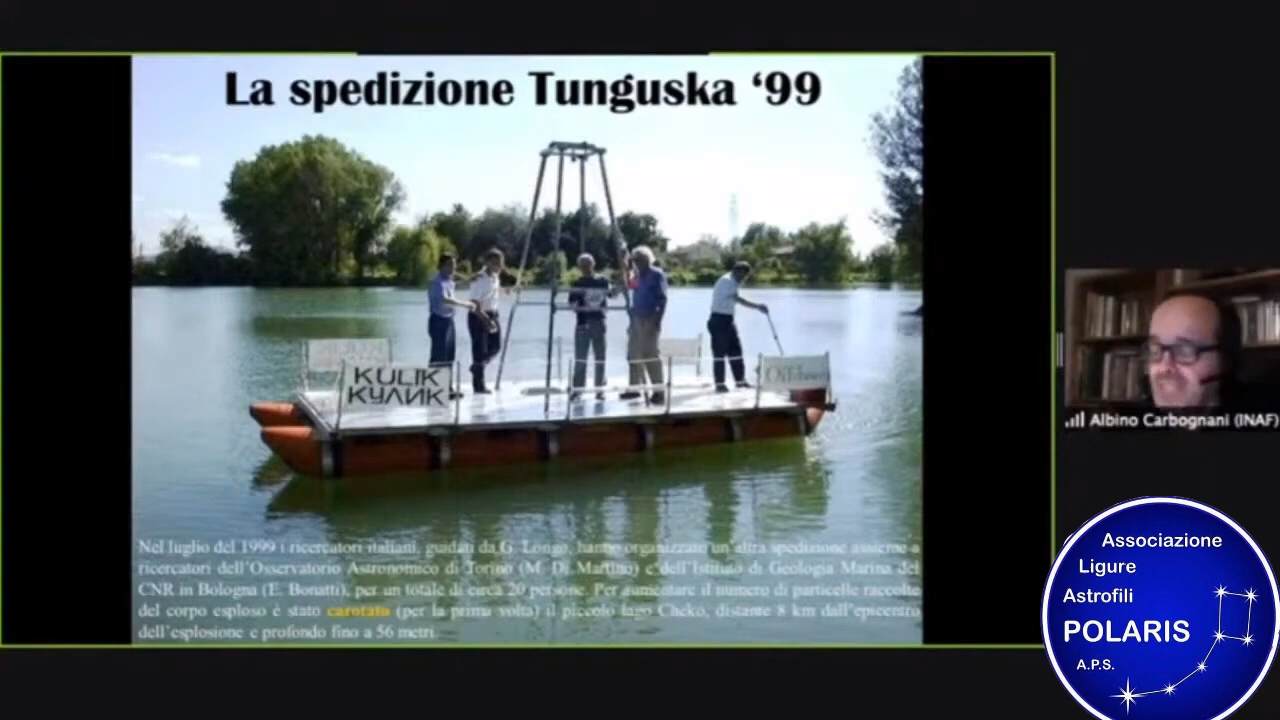 La spedizione Tunguska ‘99
KULIK
КУЛИК
Nel luglio del 1999 i ricercatori italiani, guidati da G. Longo, hanno organizzato un'altra spedizione assieme a
ricercatori dell'Osservatorio Astronomico di Torino (M. Di Martino) e dell'Istituto di Geologia Marina del
CNR in Bologna (E. Bonatti), per un totale di circa 20 persone. Per aumentare il numero di particelle raccolte
del corpo esploso è stato carotato (per la prima volta) il piccolo lago Cheko, distante 8 km dall'epicentro
dell'esplosione e profondo fino a 56 metri.
Albino Carbognani (INAF)
Associazione
Ligure
Astrofili
POLARIS
A.P.S.